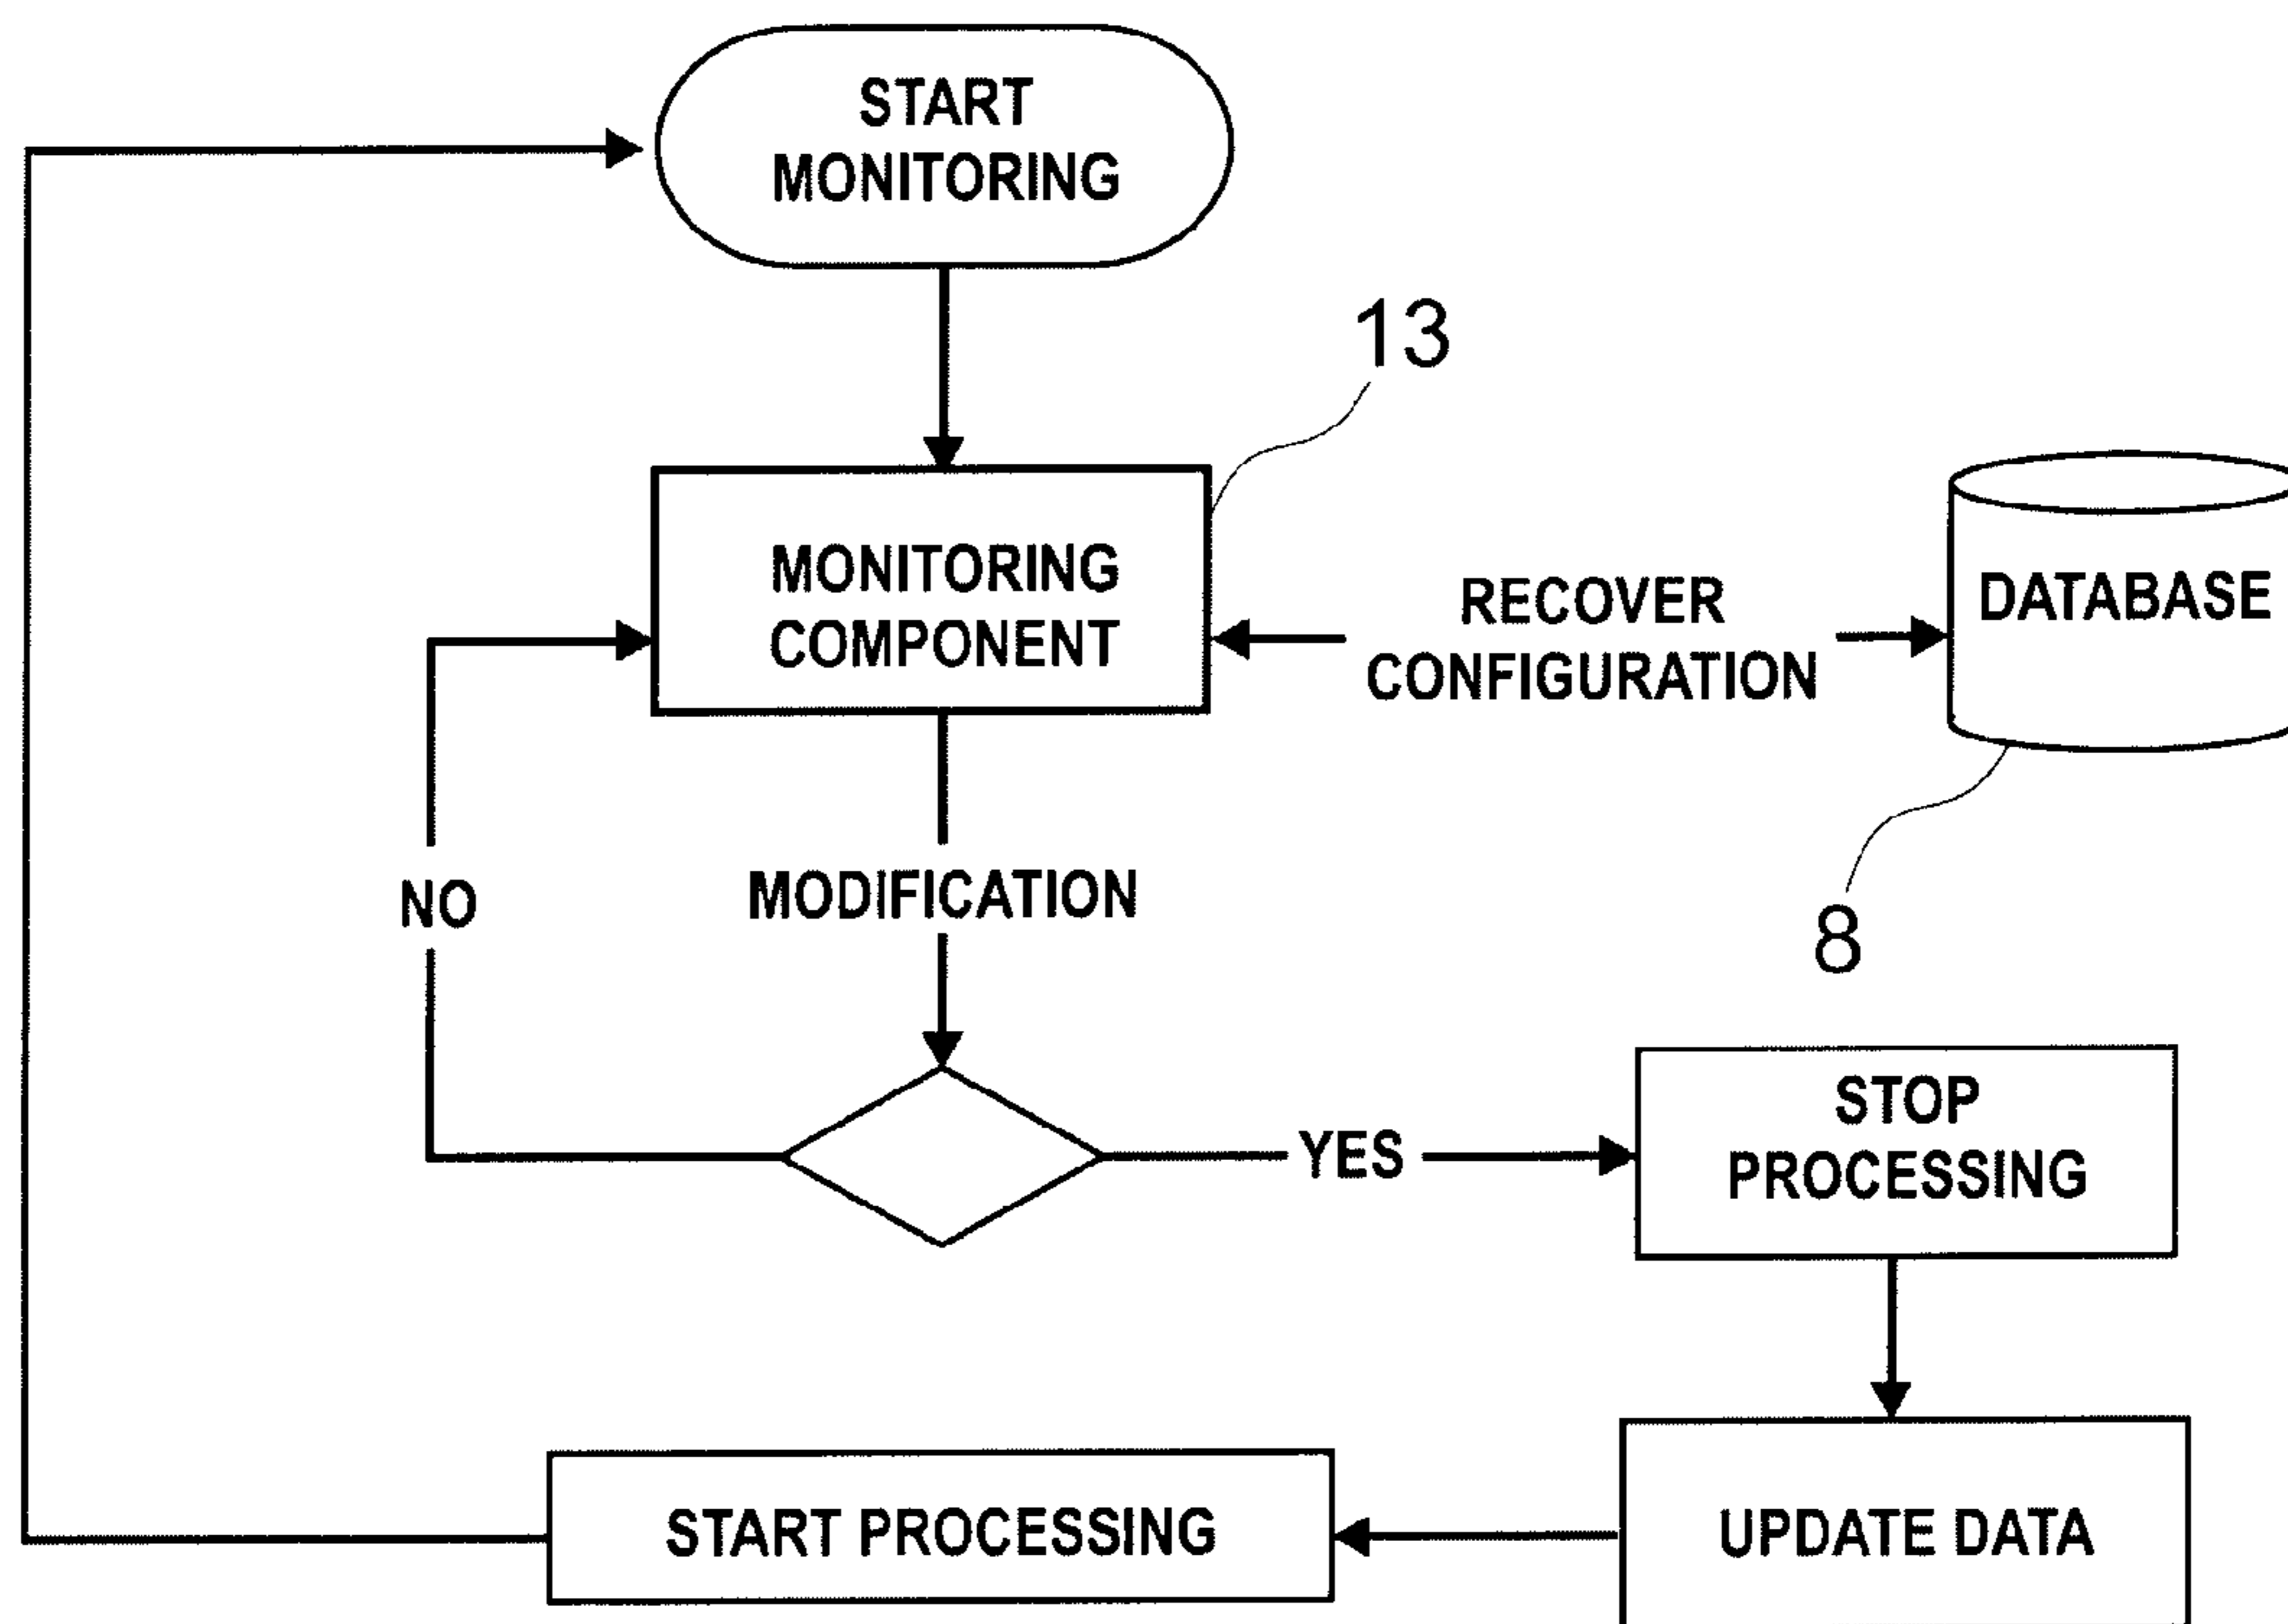 START
MONITORING
13
MONITORING
COMPONENT
RECOVER
CONFIGURATION
DATABASE
NO
MODIFICATION
8
YES
STOP
PROCESSING
START PROCESSING
UPDATE DATA